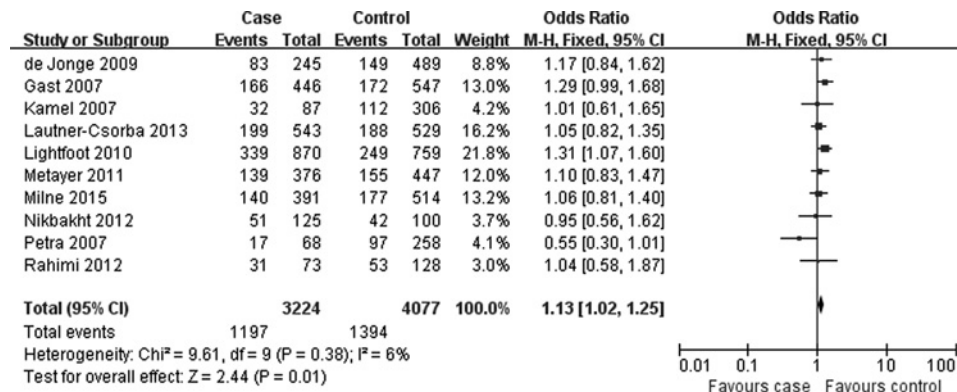 Case Control Odds Ratio Odds Ratio
Study or Subgroup Events Total Events Total Weight M-H, Fixed, 95% CI M-H, Fixed, 95% CI
de Jonge 2009 83 245 149 489 8.8% 1.17 [0.84, 1.62]
Gast 2007 166 446 172 547 13.0% 1.29 [0.99, 1.68]
Kamel 2007 32 87 112 306 4.2% 1.01 [0.61, 1.65]
Lautner-Csorba 2013 199 543 188 529 16.2% 1.05 [0.82, 1.35]
Lightfoot 2010 339 870 249 759 21.8% 1.31 [1.07, 1.60]
Metayer 2011 139 376 155 447 12.0% 1.10 [0.83, 1.47]
Milne 2015 140 391 177 514 13.2% 1.06 [0.81, 1.40]
Nikbakht 2012 51 125 42 100 3.7% 0.95 [0.56, 1.62]
Petra 2007 17 68 97 258 4.1% 0.55 [0.30, 1.01]
Rahimi 2012 31 73 53 128 3.0% 1.04 [0.58, 1.87]
Total (95% CI) 3224 4077 100.0% 1.13 [1.02, 1.25]
Total events 1197 1394
Heterogeneity: Chi² = 9.61, df = 9 (P = 0.38); I² = 6%
Test for overall effect: Z = 2.44 (P = 0.01)
0.01 0.1 1 10 100
Favours case Favours control